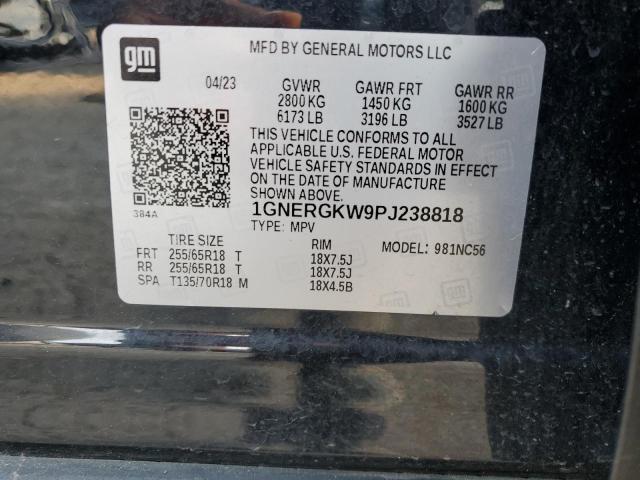 gm
MFD BY GENERAL MOTORS LLC
04/23 GVWR GAWR FRT GAWR RR
2800 KG 1450 KG 1600 KG
6173 LB 3196 LB 3527 LB
THIS VEHICLE CONFORMS TO ALL
APPLICABLE U.S. FEDERAL MOTOR
VEHICLE SAFETY STANDARDS IN EFFECT
ON THE DATE OF MANUFACTURE
SHOWN ABOVE.
384A
1GNERGKW9PJ238818
TYPE: MPV
TIRE SIZE RIM MODEL: 981NC56
FRT 255/65R18 T 18X7.5J
RR 255/65R18 T 18X7.5J
SPA T135/70R18 M 18X4.5B